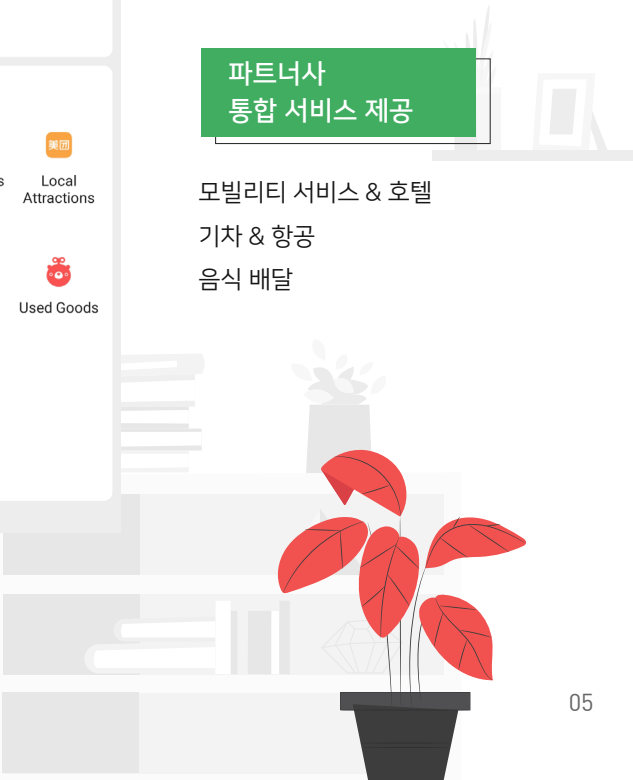 파트너사
통합 서비스 제공
모빌리티 서비스 & 호텔
기차 & 항공
음식 배달
美团
s
Local
Attractions
Used Goods
05